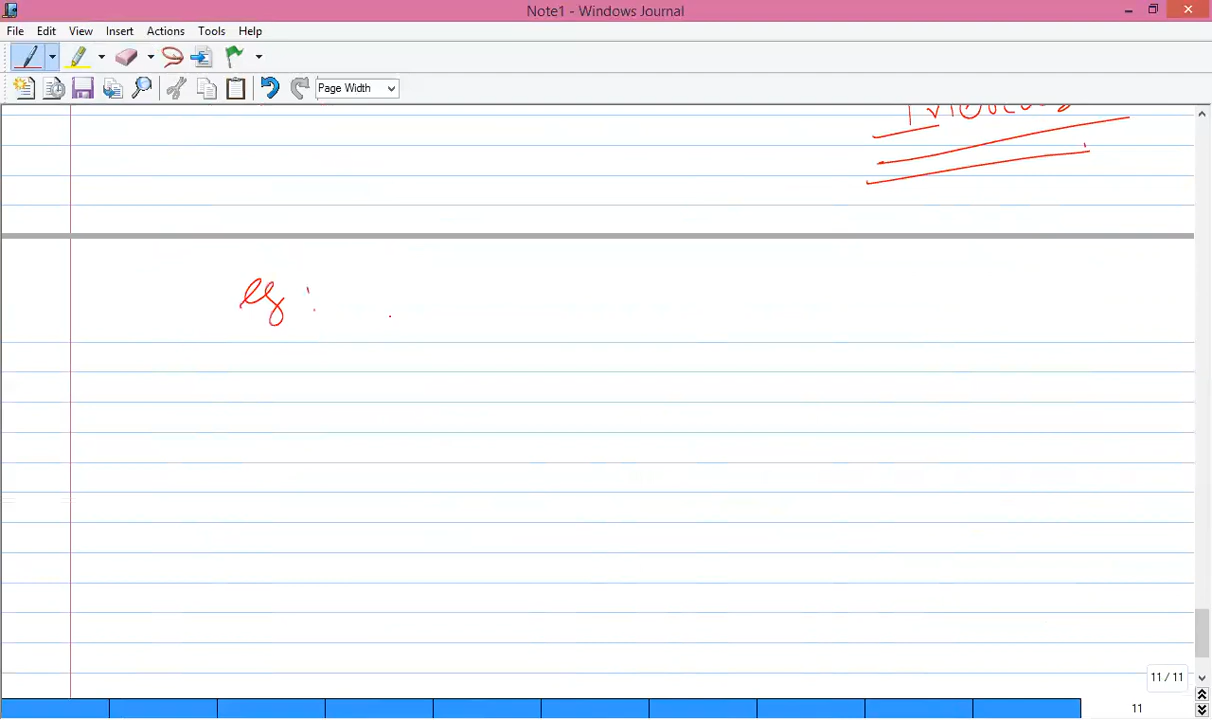 Note1 - Windows Journal
File Edit View Insert Actions Tools Help
Page Width
eg :
11 / 11
11